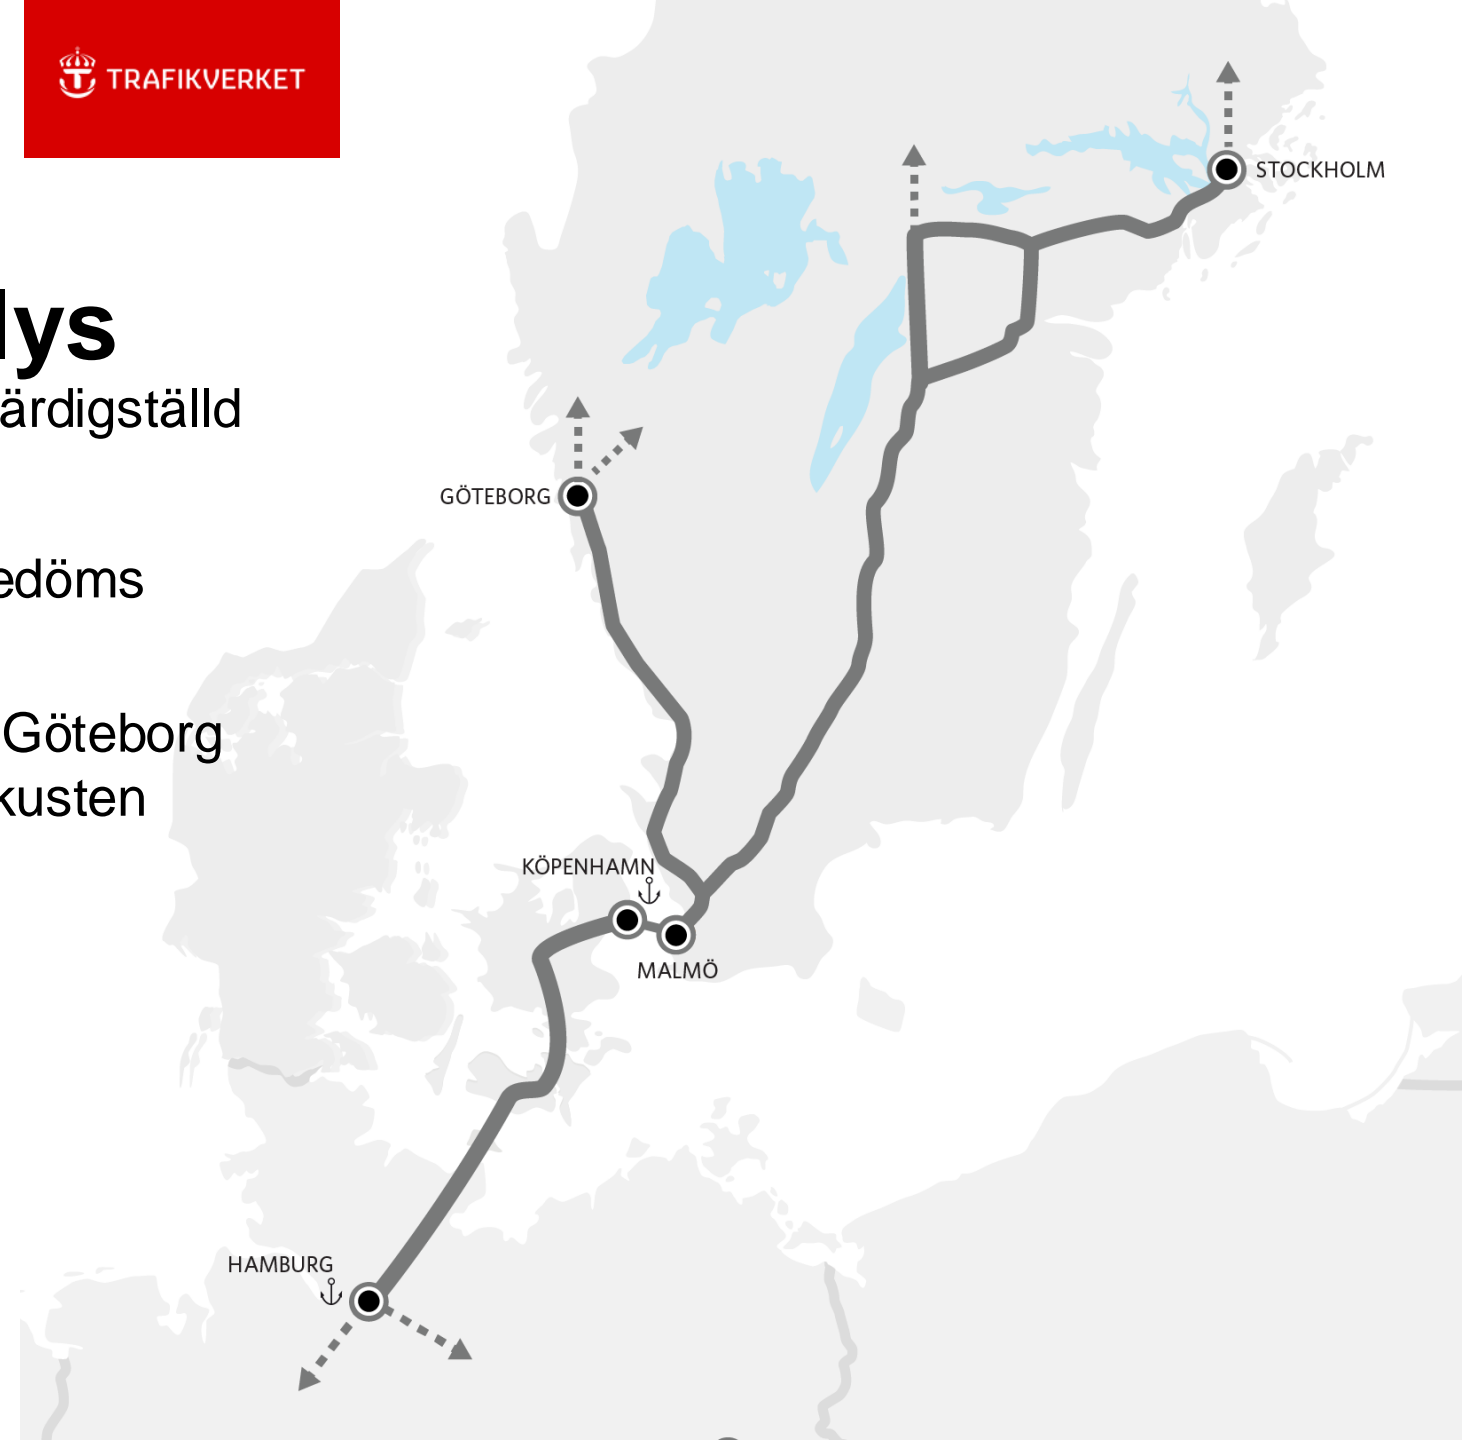 TRAFIKVERKET
lys
ärdigställd
edöms
Göteborg
kusten
STOCKHOLM
GÖTEBORG
KÖPENHAMN
MALMÖ
HAMBURG